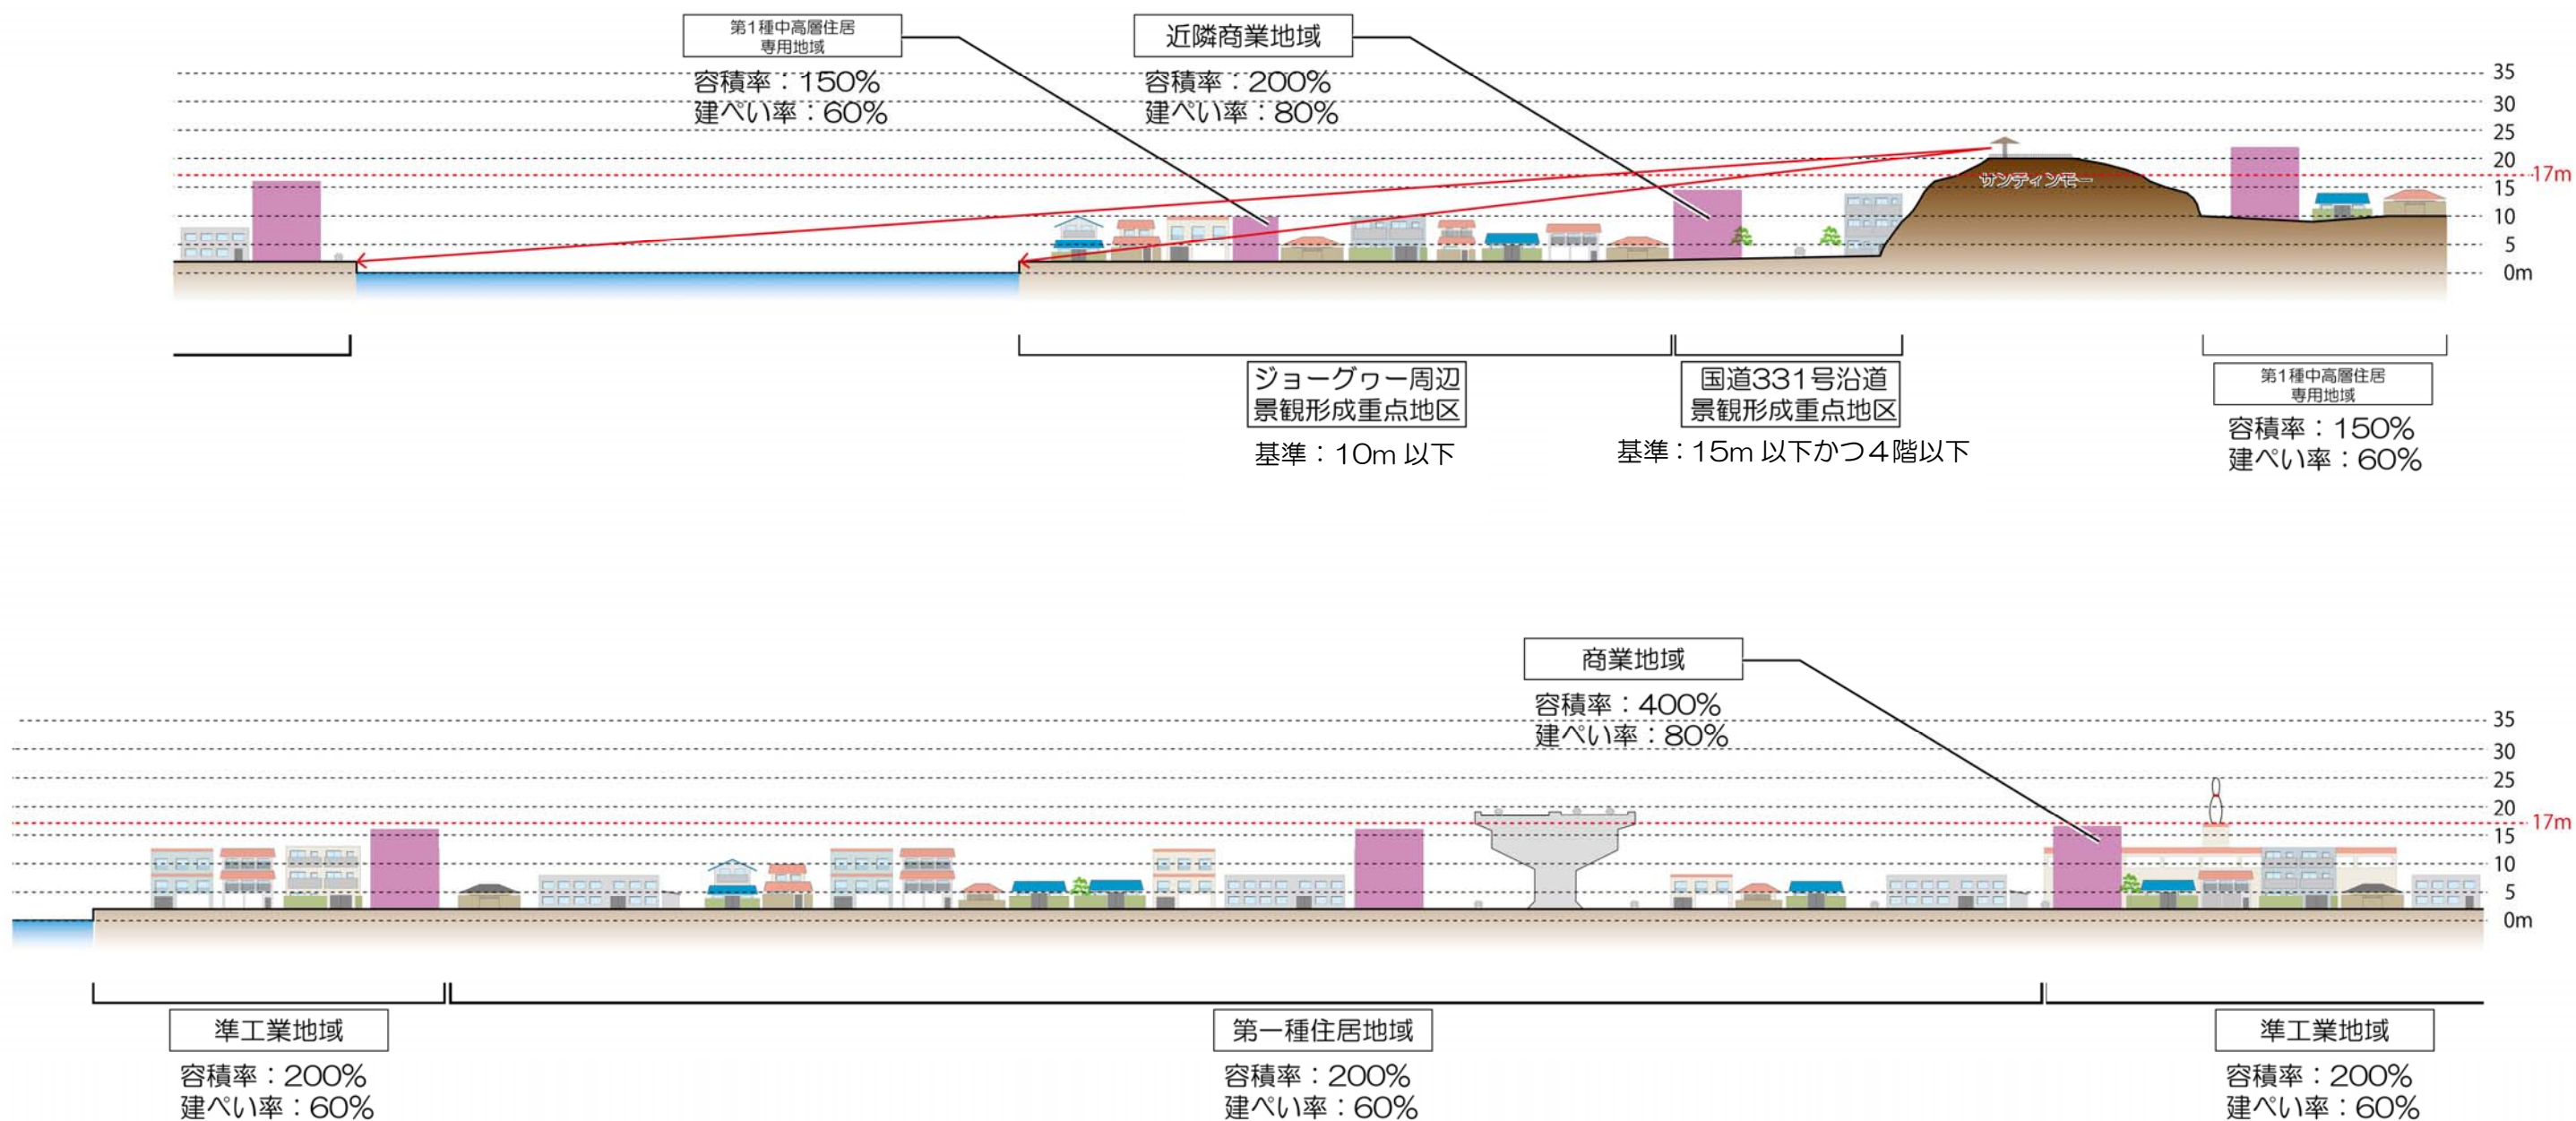 第1種中高層住居
専用地域
容積率：150%
建ぺい率：60%
近隣商業地域
容積率：200%
建ぺい率：80%
35
30
25
20
17m
15
10
5
0m
サンティンモー
ジョーグヮー周辺
景観形成重点地区
基準：10m 以下
国道331号沿道
景観形成重点地区
基準：15m 以下かつ４階以下
第1種中高層住居
専用地域
容積率：150%
建ぺい率：60%
商業地域
容積率：400%
建ぺい率：80%
35
30
25
20
17m
15
10
5
0m
準工業地域
容積率：200%
建ぺい率：60%
第一種住居地域
容積率：200%
建ぺい率：60%
準工業地域
容積率：200%
建ぺい率：60%